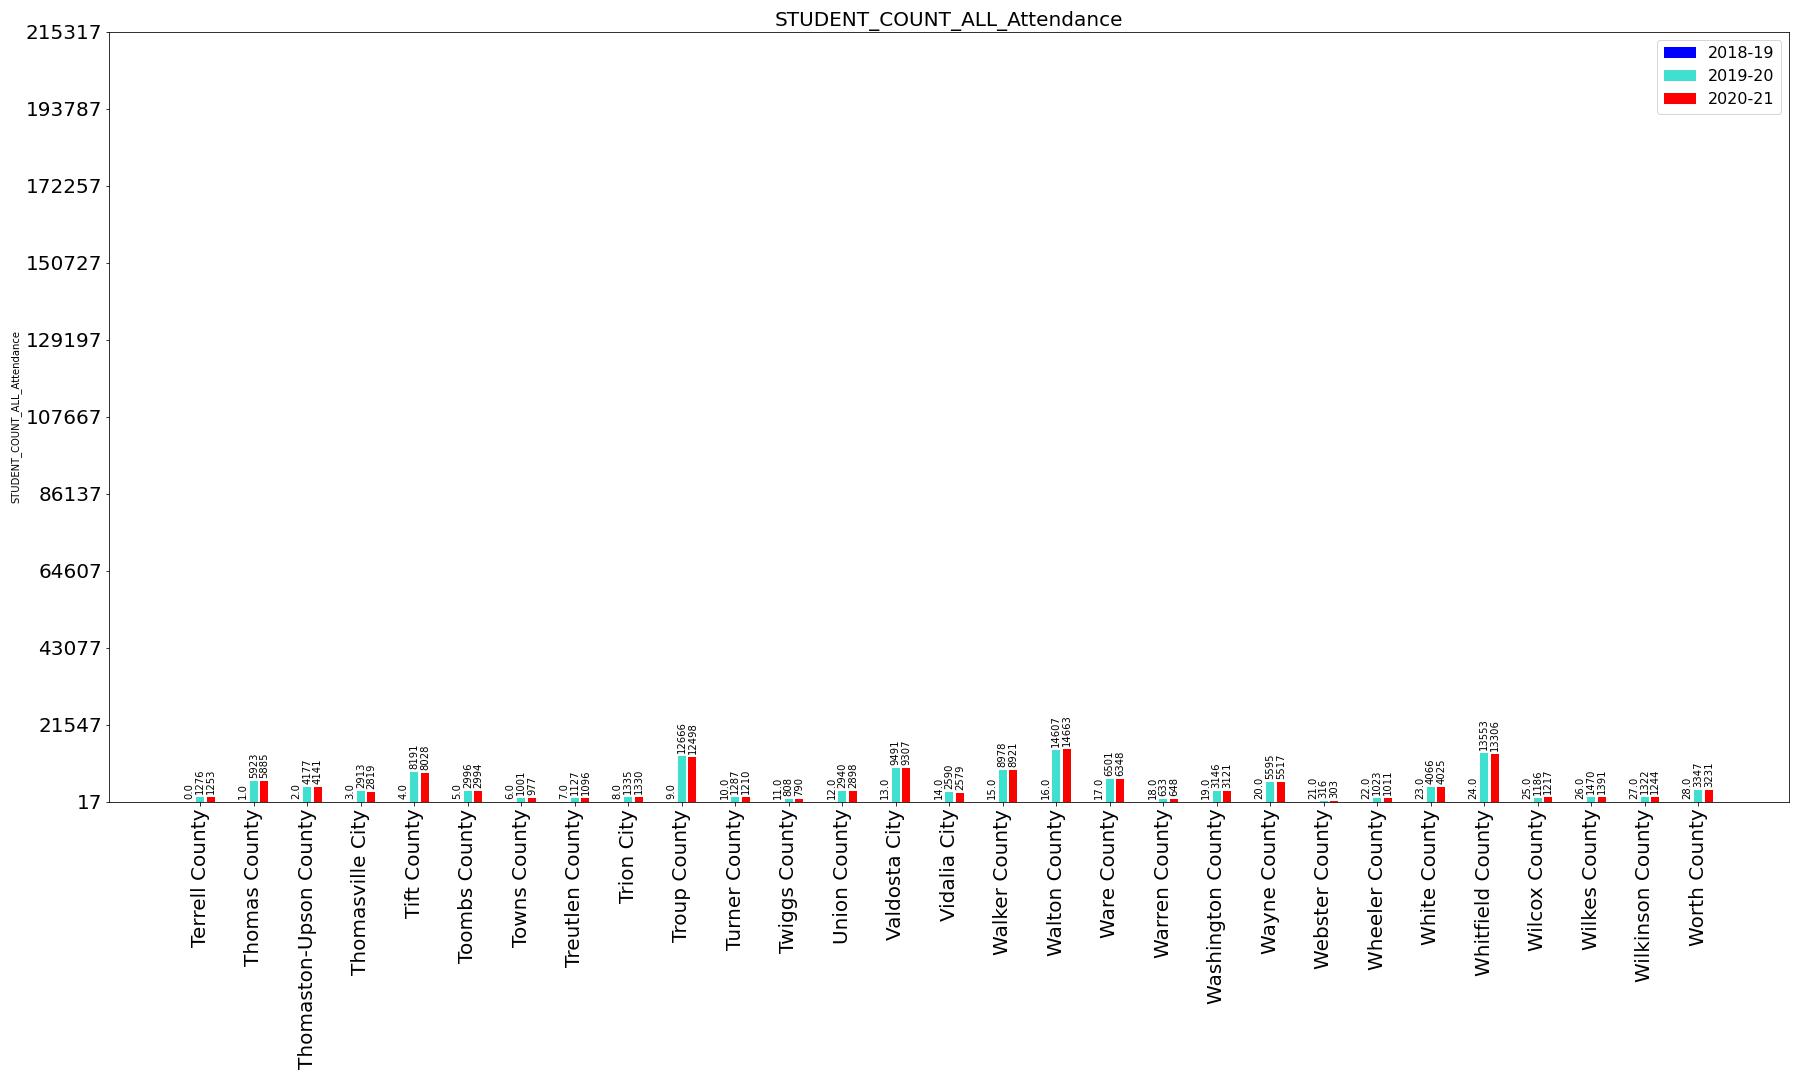 STUDENT_COUNT_ALL_Attendance
2018-19
2019-20
2020-21
STUDENT_COUNT_ALL_Attendance
215317
193787
172257
150727
129197
107667
86137
64607
43077
21547
17
0.0 1276 1253
1.0 5923 5885
2.0 4177 4141
3.0 2913 2819
4.0 8191 8028
5.0 2996 2994
6.0 1001 977
7.0 1127 1096
8.0 1335 1330
9.0 12666 12498
10.0 1287 1210
11.0 808 790
12.0 2940 2898
13.0 9491 9307
14.0 2590 2579
15.0 8978 8921
16.0 14607 14663
17.0 6501 6348
18.0 633 648
19.0 3146 3121
20.0 5595 5517
21.0 316 303
22.0 1023 1011
23.0 4066 4025
24.0 13553 13306
25.0 1186 1217
26.0 1470 1391
27.0 1322 1244
28.0 3347 3231
Terrell County
Thomas County
Thomaston-Upson County
Thomasville City
Tift County
Toombs County
Towns County
Treutlen County
Trion City
Troup County
Turner County
Twiggs County
Union County
Valdosta City
Vidalia City
Walker County
Walton County
Ware County
Warren County
Washington County
Wayne County
Webster County
Wheeler County
White County
Whitfield County
Wilcox County
Wilkes County
Wilkinson County
Worth County